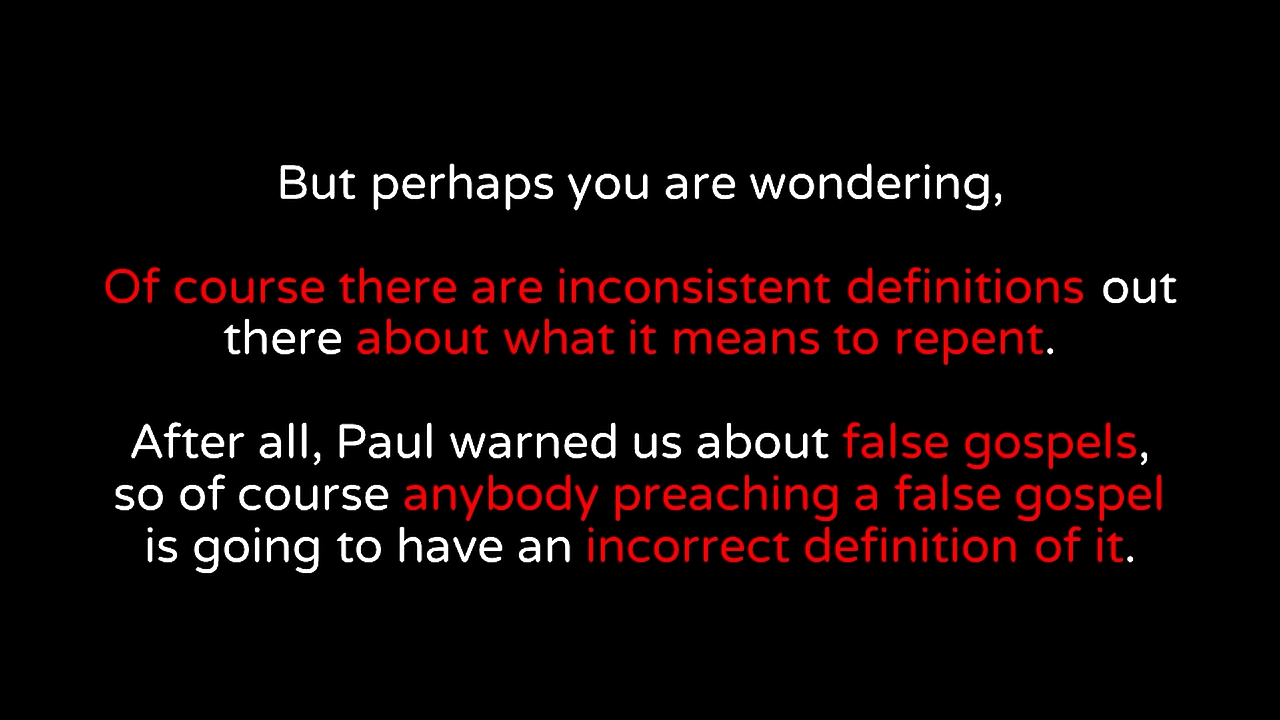 But perhaps you are wondering,
Of course there are inconsistent definitions out
there about what it means to repent.
After all, Paul warned us about false gospels,
so of course anybody preaching a false gospel
is going to have an incorrect definition of it.